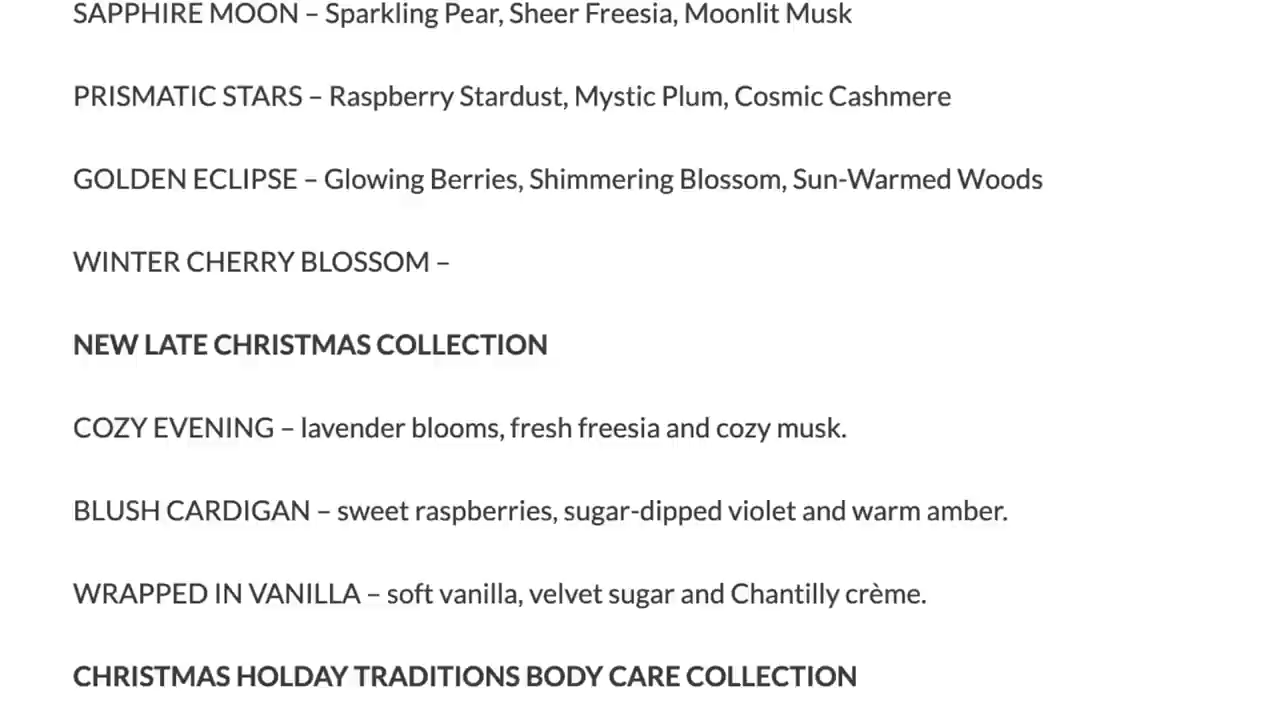 SAPPHIRE MOON – Sparkling Pear, Sheer Freesia, Moonlit Musk
PRISMATIC STARS – Raspberry Stardust, Mystic Plum, Cosmic Cashmere
GOLDEN ECLIPSE – Glowing Berries, Shimmering Blossom, Sun-Warmed Woods
WINTER CHERRY BLOSSOM –
NEW LATE CHRISTMAS COLLECTION
COZY EVENING – lavender blooms, fresh freesia and cozy musk.
BLUSH CARDIGAN – sweet raspberries, sugar-dipped violet and warm amber.
WRAPPED IN VANILLA – soft vanilla, velvet sugar and Chantilly crème.
CHRISTMAS HOLDAY TRADITIONS BODY CARE COLLECTION